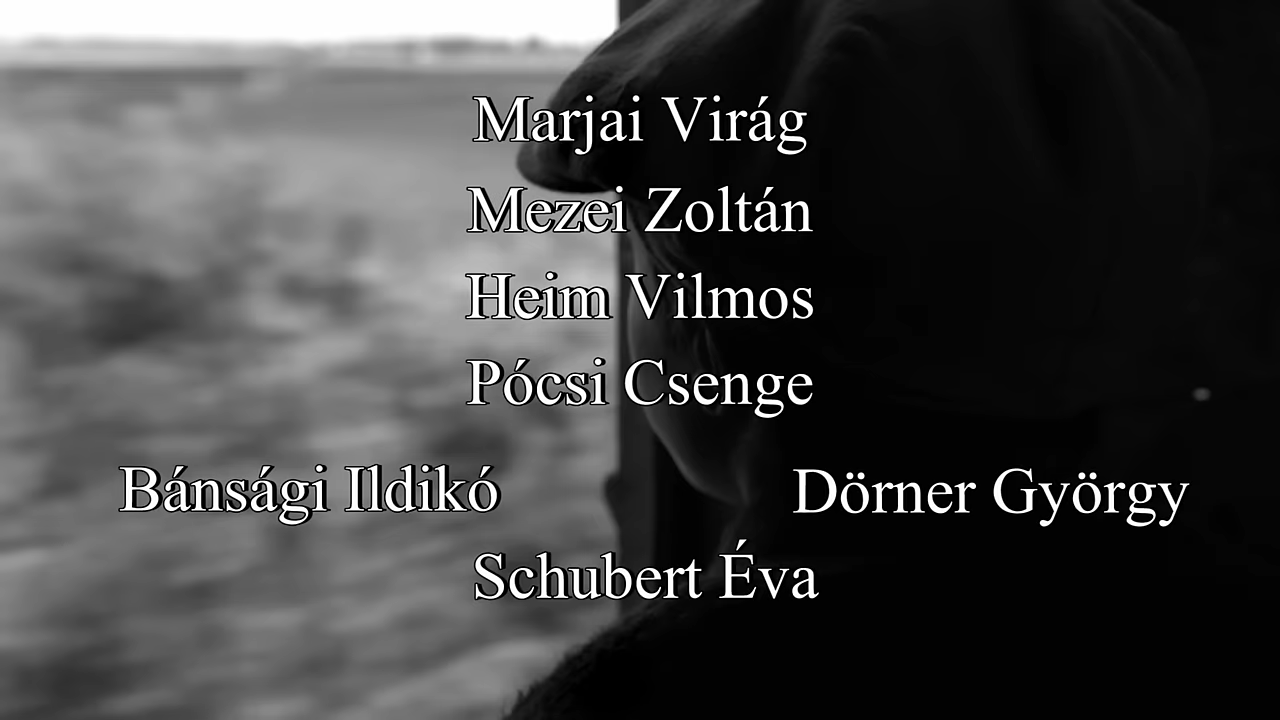 Marjai Virág
Mezei Zoltán
Heim Vilmos
Pócsi Csenge
Bánsági Ildikó Dörner György
Schubert Éva